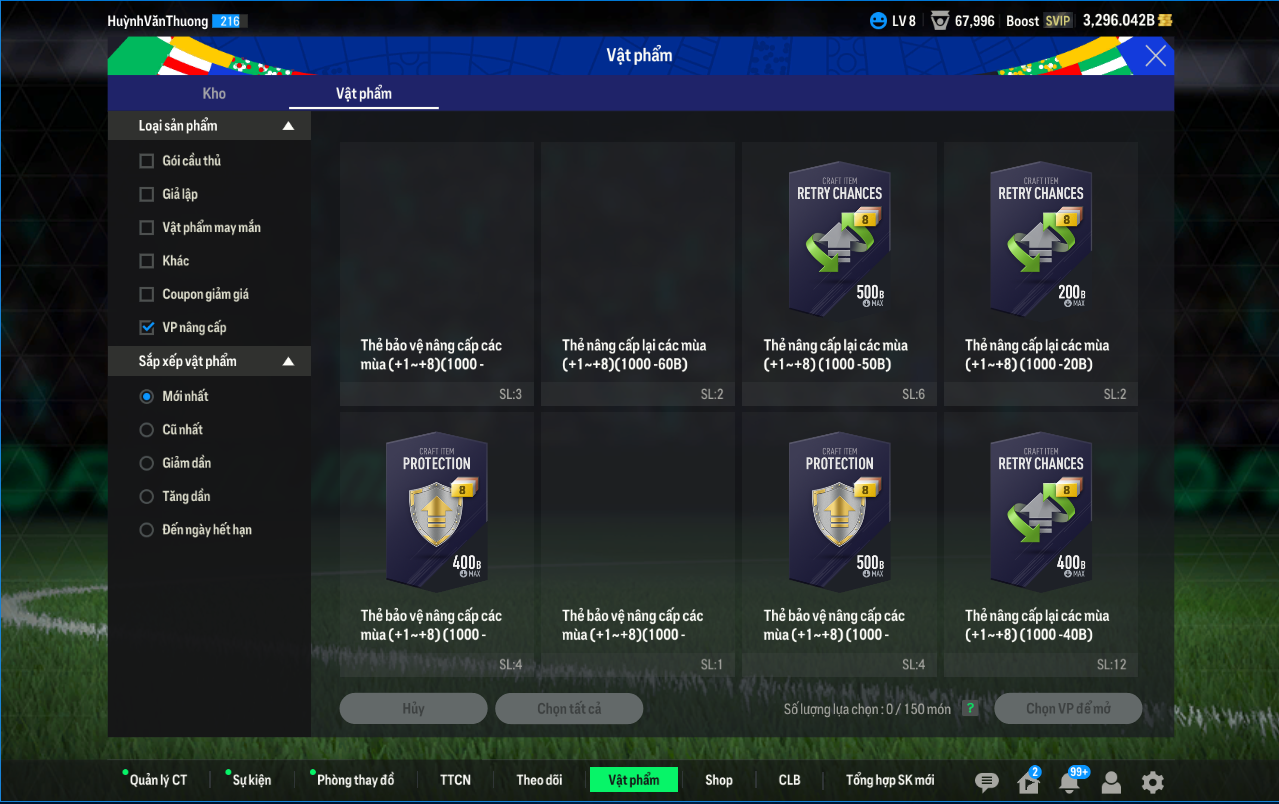 HuỳnhVănThuong 216
LV 8 67,996 Boost SVIP 3,296.042B
Vật phẩm
Kho Vật phẩm
Loại sản phẩm
Gói cầu thủ
Giả lập
Vật phẩm may mắn
Khác
Coupon giảm giá
VP nâng cấp
Sắp xếp vật phẩm
Mới nhất
Cũ nhất
Giảm dần
Tăng dần
Đến ngày hết hạn
Thẻ bảo vệ nâng cấp các
mùa (+1~+8)(1000 -
SL:3
Thẻ nâng cấp lại các mùa
(+1~+8)(1000 -60B)
SL:2
CRAFT ITEM
RETRY CHANCES
8
500B
MAX
Thẻ nâng cấp lại các mùa
(+1~+8) (1000 -50B)
SL:6
CRAFT ITEM
RETRY CHANCES
8
200B
MAX
Thẻ nâng cấp lại các mùa
(+1~+8) (1000 -20B)
SL:2
CRAFT ITEM
PROTECTION
8
400B
MAX
Thẻ bảo vệ nâng cấp các
mùa (+1~+8) (1000 -
SL:4
Thẻ bảo vệ nâng cấp các
mùa (+1~+8)(1000 -
SL:1
CRAFT ITEM
PROTECTION
8
500B
MAX
Thẻ bảo vệ nâng cấp các
mùa (+1~+8) (1000 -
SL:4
CRAFT ITEM
RETRY CHANCES
8
400B
MAX
Thẻ nâng cấp lại các mùa
(+1~+8) (1000 -40B)
SL:12
Hủy Chọn tất cả Số lượng lựa chọn : 0 / 150 món ? Chọn VP để mở
Quản lý CT Sự kiện Phòng thay đồ TTCN Theo dõi Vật phẩm Shop CLB Tổng hợp SK mới 2 99+